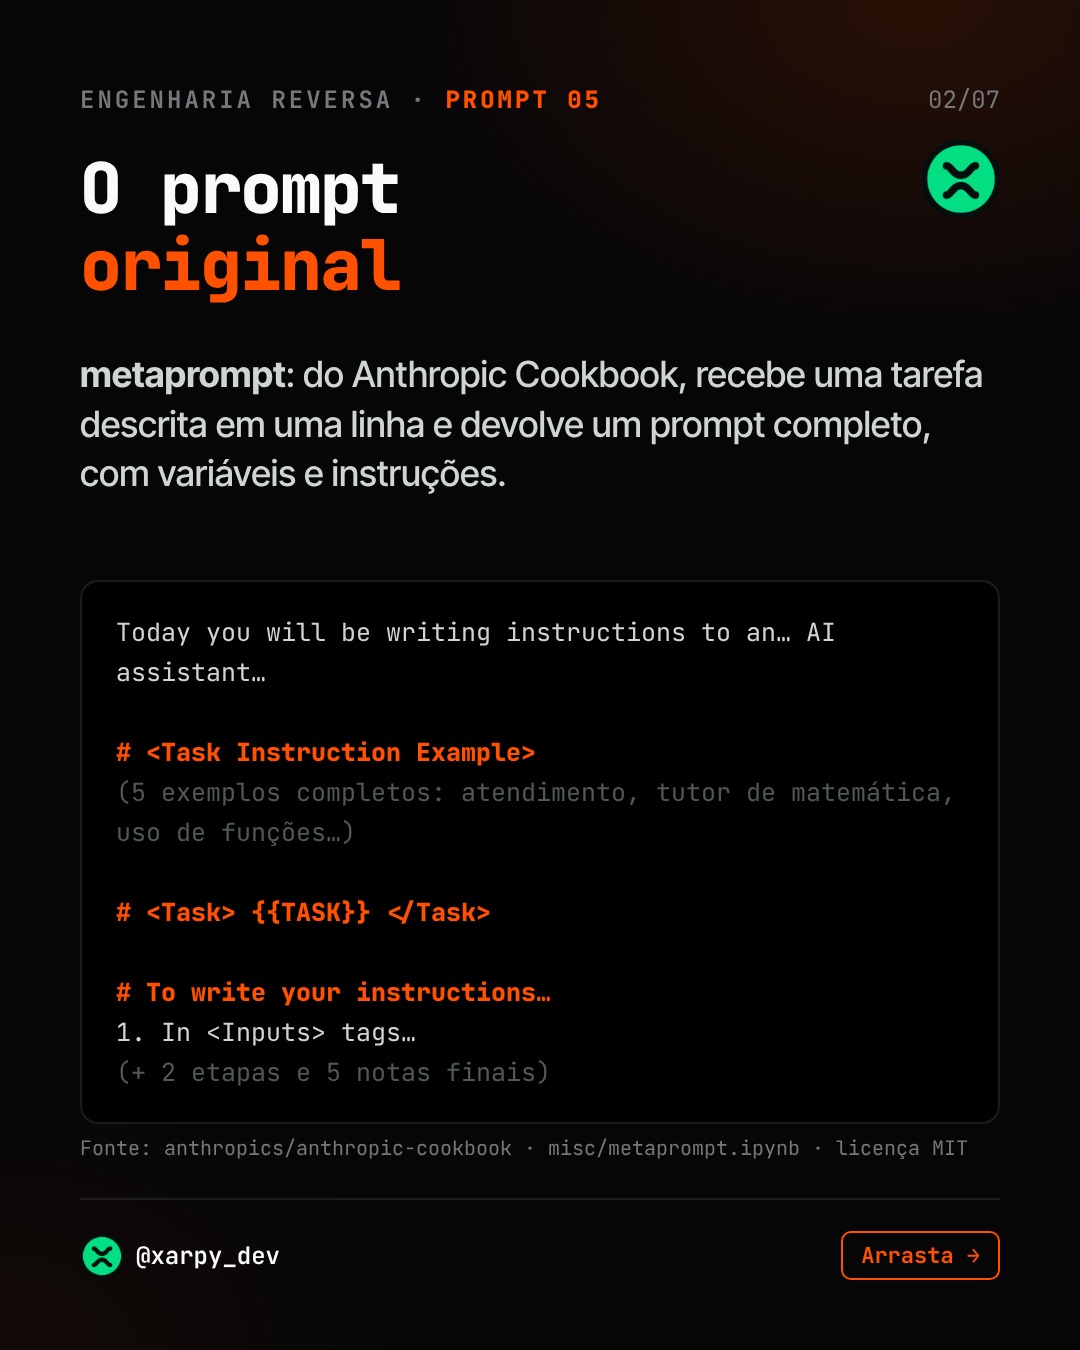 ENGENHARIA REVERSA · PROMPT 05
02/07
O prompt
original
metaprompt: do Anthropic Cookbook, recebe uma tarefa
descrita em uma linha e devolve um prompt completo,
com variáveis e instruções.
Today you will be writing instructions to an… AI
assistant…
# <Task Instruction Example>
(5 exemplos completos: atendimento, tutor de matemática,
uso de funções…)
# <Task> {{TASK}} </Task>
# To write your instructions…
1. In <Inputs> tags…
(+ 2 etapas e 5 notas finais)
Fonte: anthropics/anthropic-cookbook · misc/metaprompt.ipynb · licença MIT
@xarpy_dev
Arrasta →